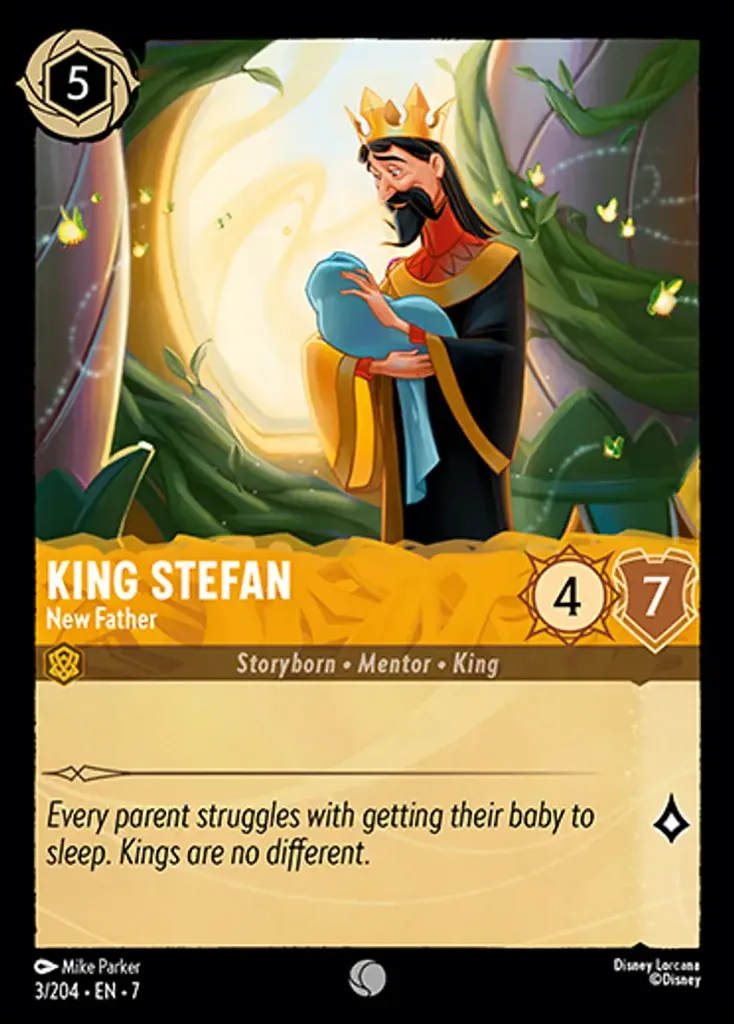 5
KING STEFAN
New Father
4
7
Storyborn • Mentor • King
Every parent struggles with getting their baby to
sleep. Kings are no different.
Mike Parker
3/204 • EN • 7
Disney Lorcana
©Disney